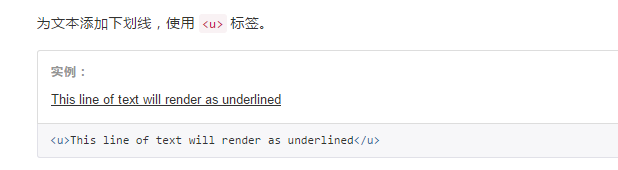 为文本添加下划线，使用 <u> 标签。
实例：
This line of text will render as underlined
<u>This line of text will render as underlined</u>